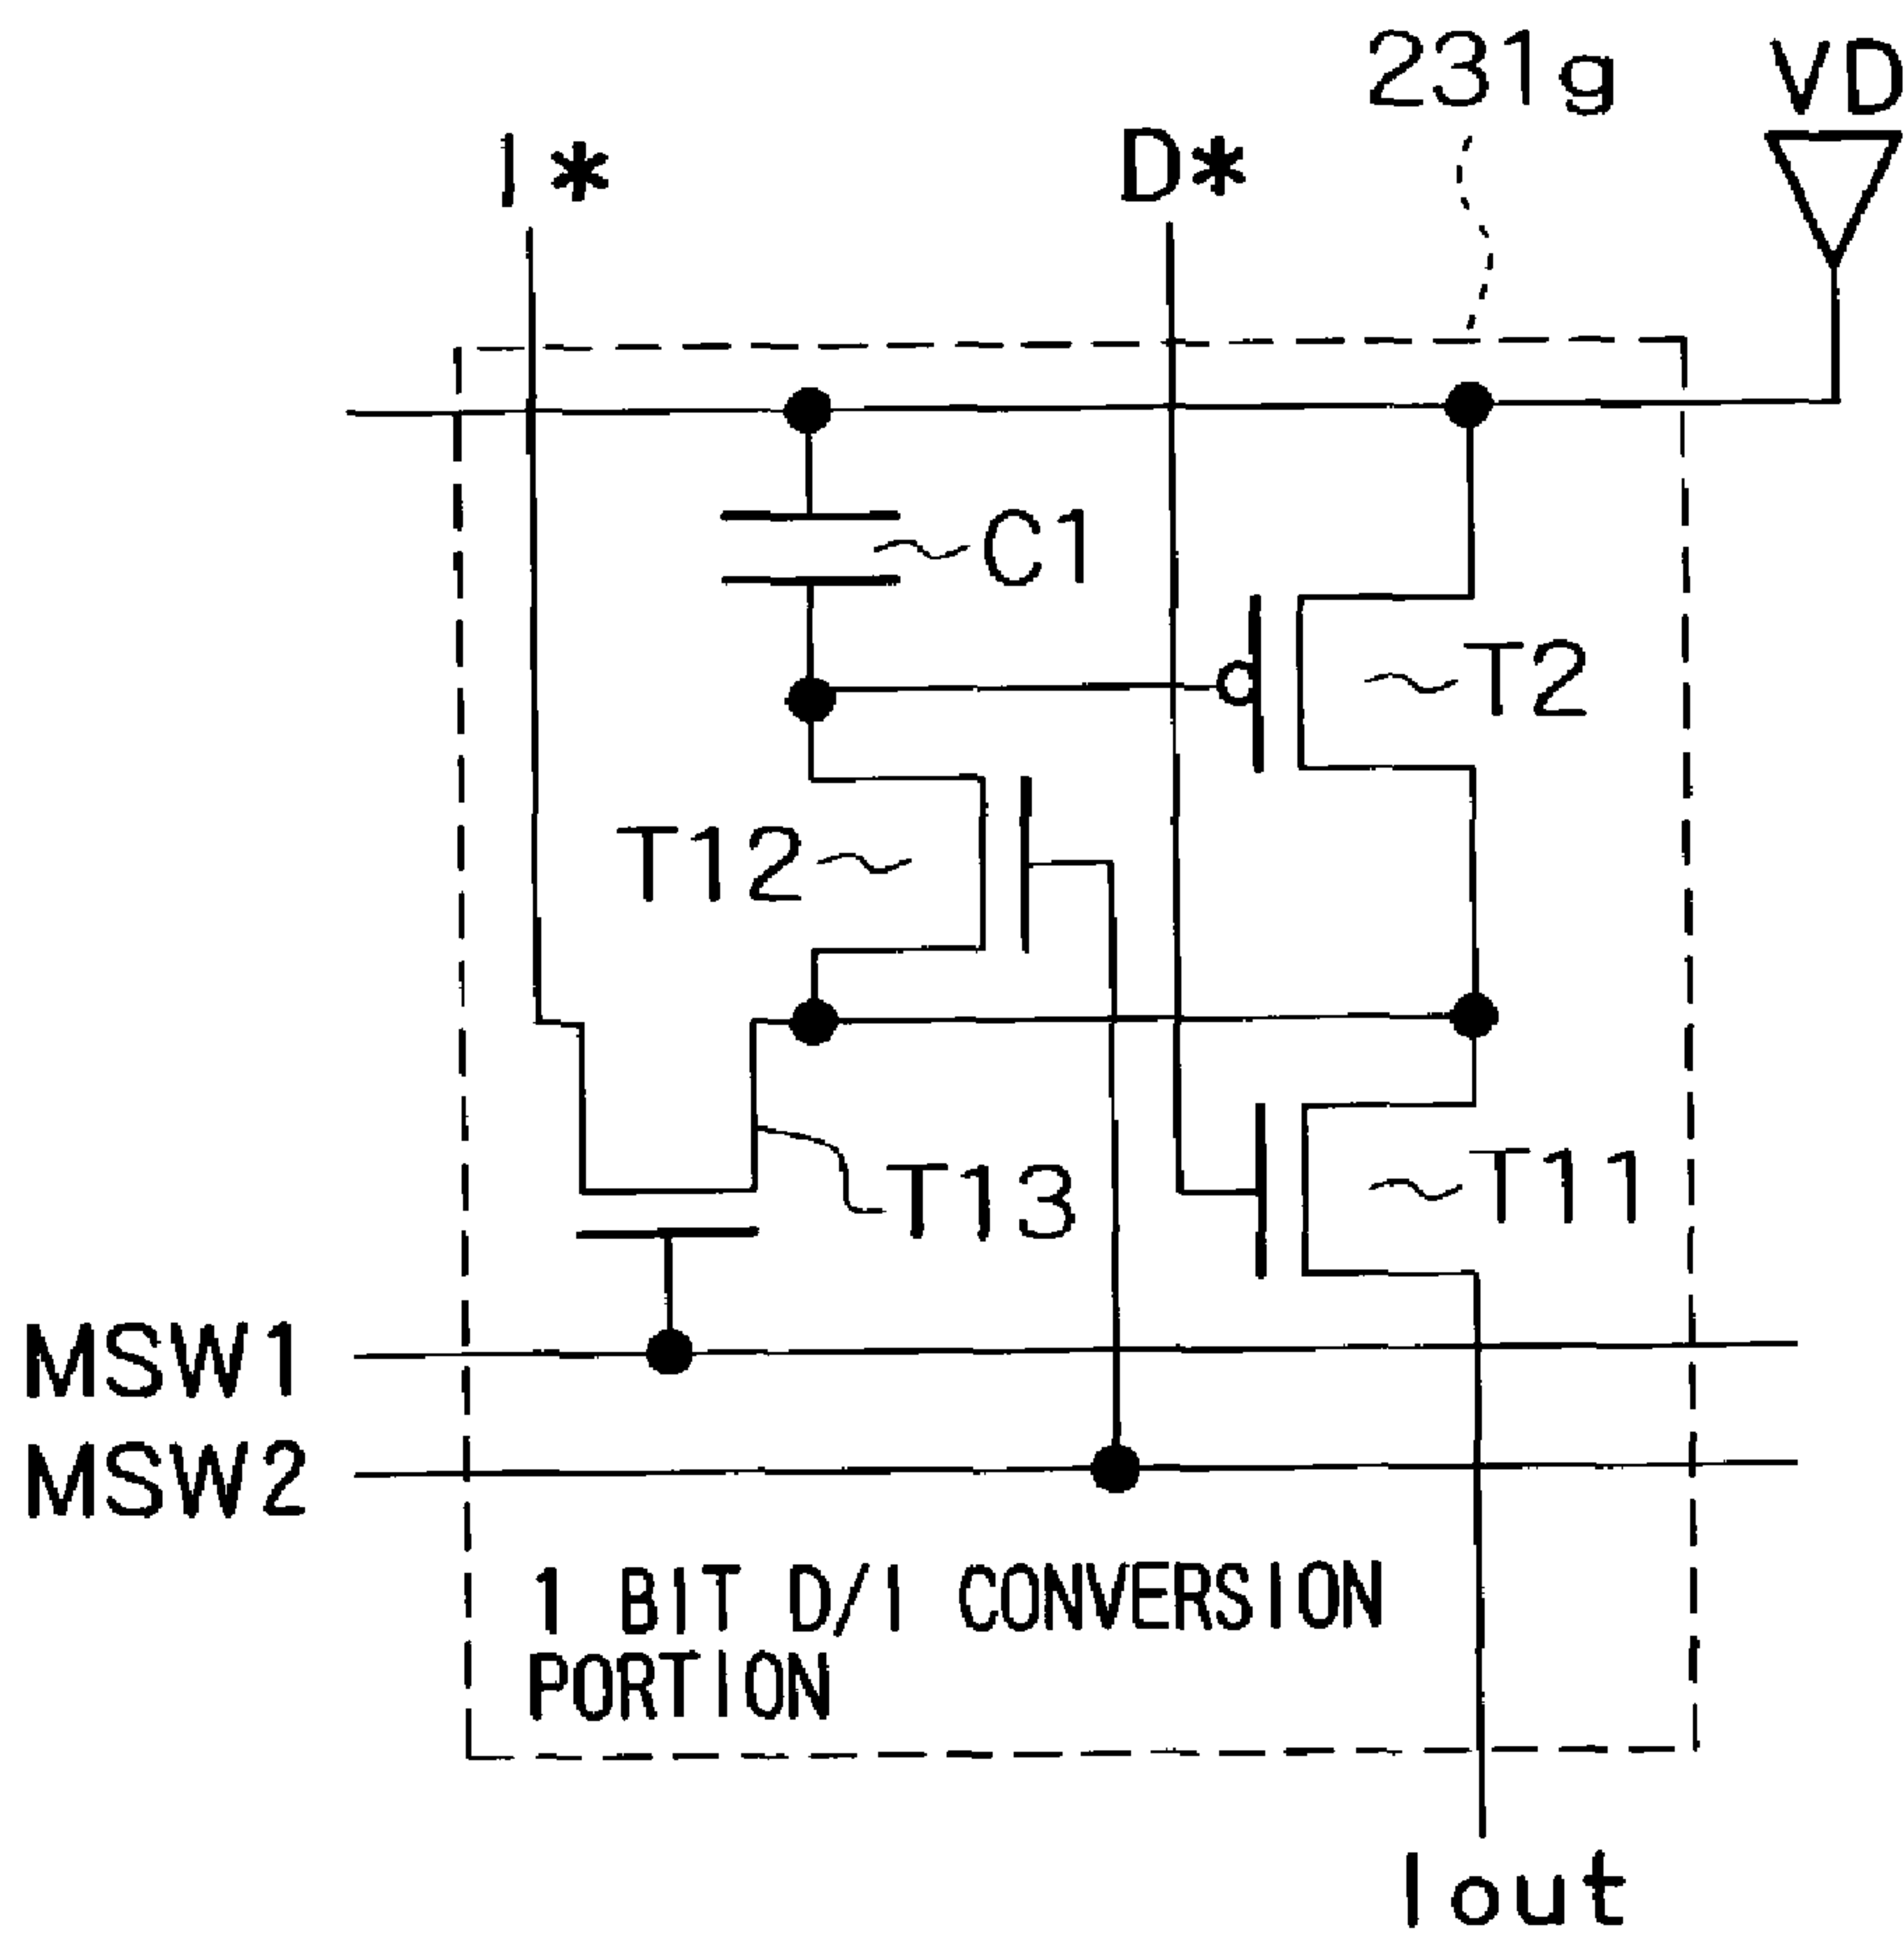 231g
VD
I*
D*
C1
T2
T12
T13
T11
MSW1
MSW2
1 BIT D/I CONVERSION
PORTION
Iout